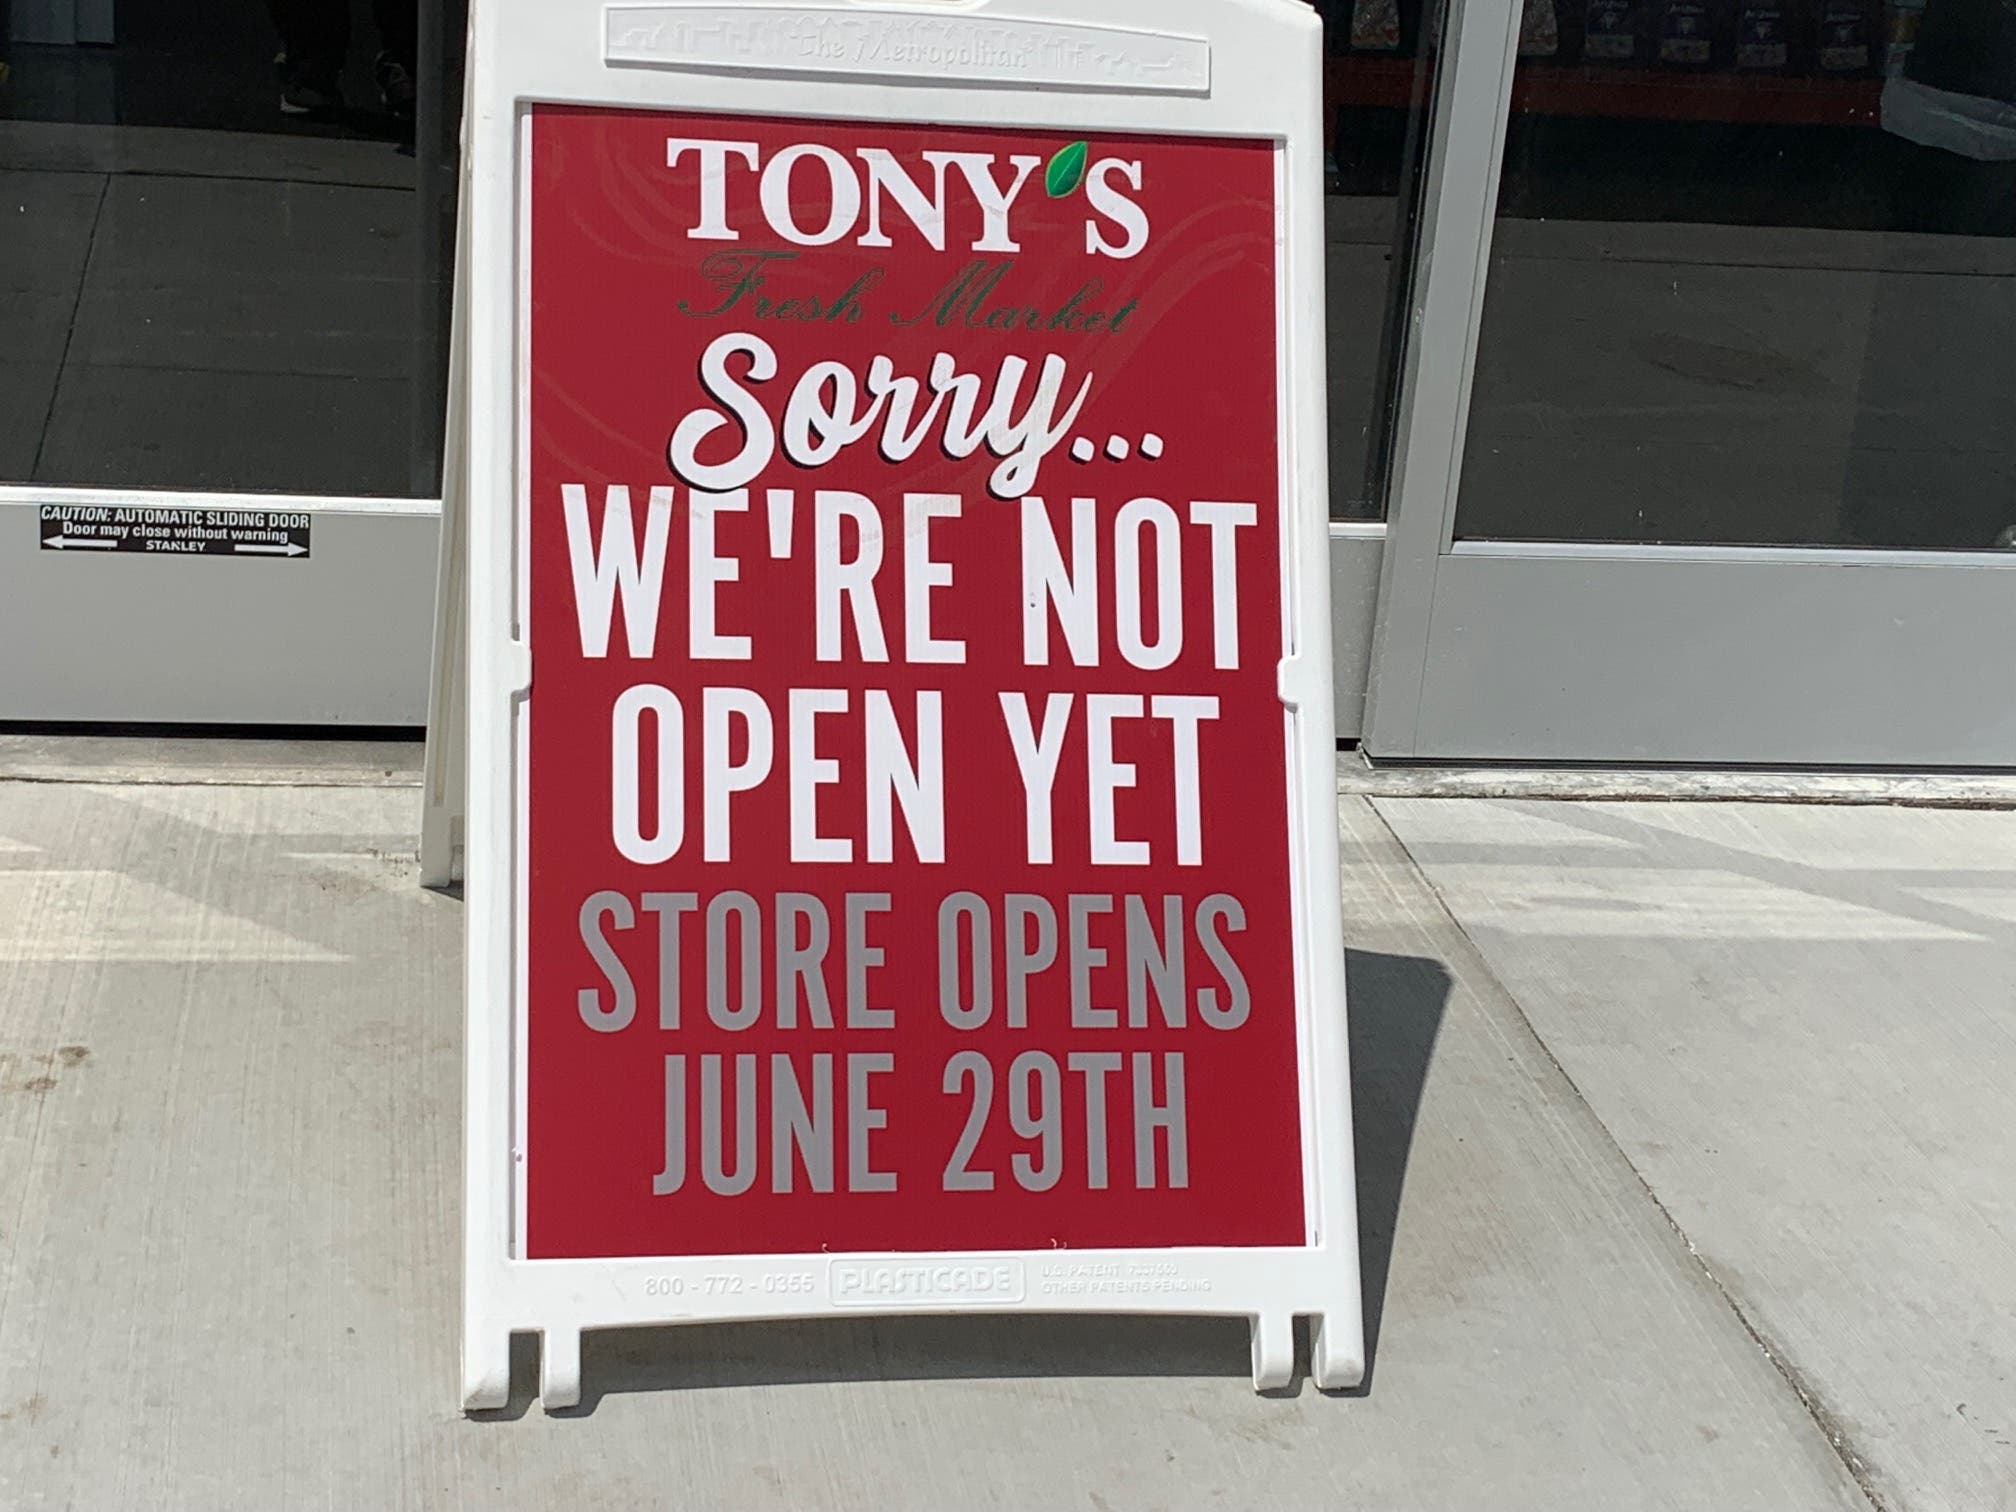 The Metropolitan
TONY'S
Fresh Market
Sorry...
WE'RE NOT
OPEN YET
STORE OPENS
JUNE 29TH
800-772-0355 PLASTICADE
U.S. PATENT
OTHER PATENTS PENDING
CAUTION: AUTOMATIC SLIDING DOOR
Door may close without warning
STANLEY